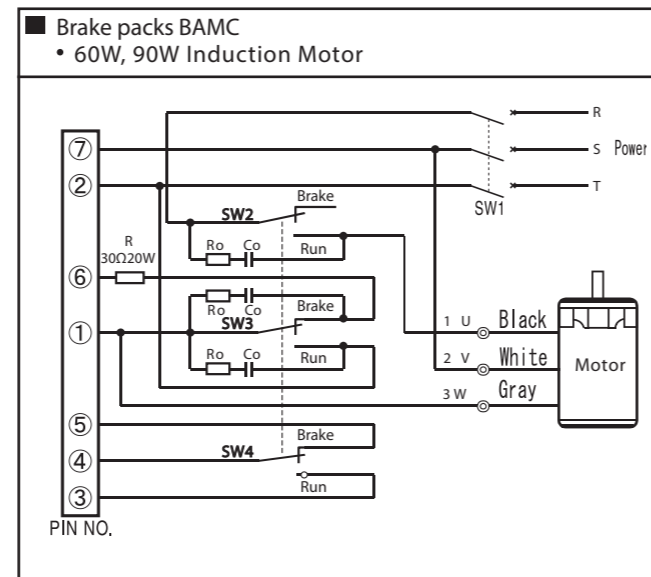 Brake packs BAMC
• 60W, 90W Induction Motor
R
⑦ S Power
② T
SW1
Brake
SW2
R
30Ω20W
Ro Co Run
⑥
Ro Co Brake
① SW3
1 U Black
Ro Co Run
2 V White
Motor
3 W Gray
⑤
Brake
④ SW4
Run
③
PIN NO.